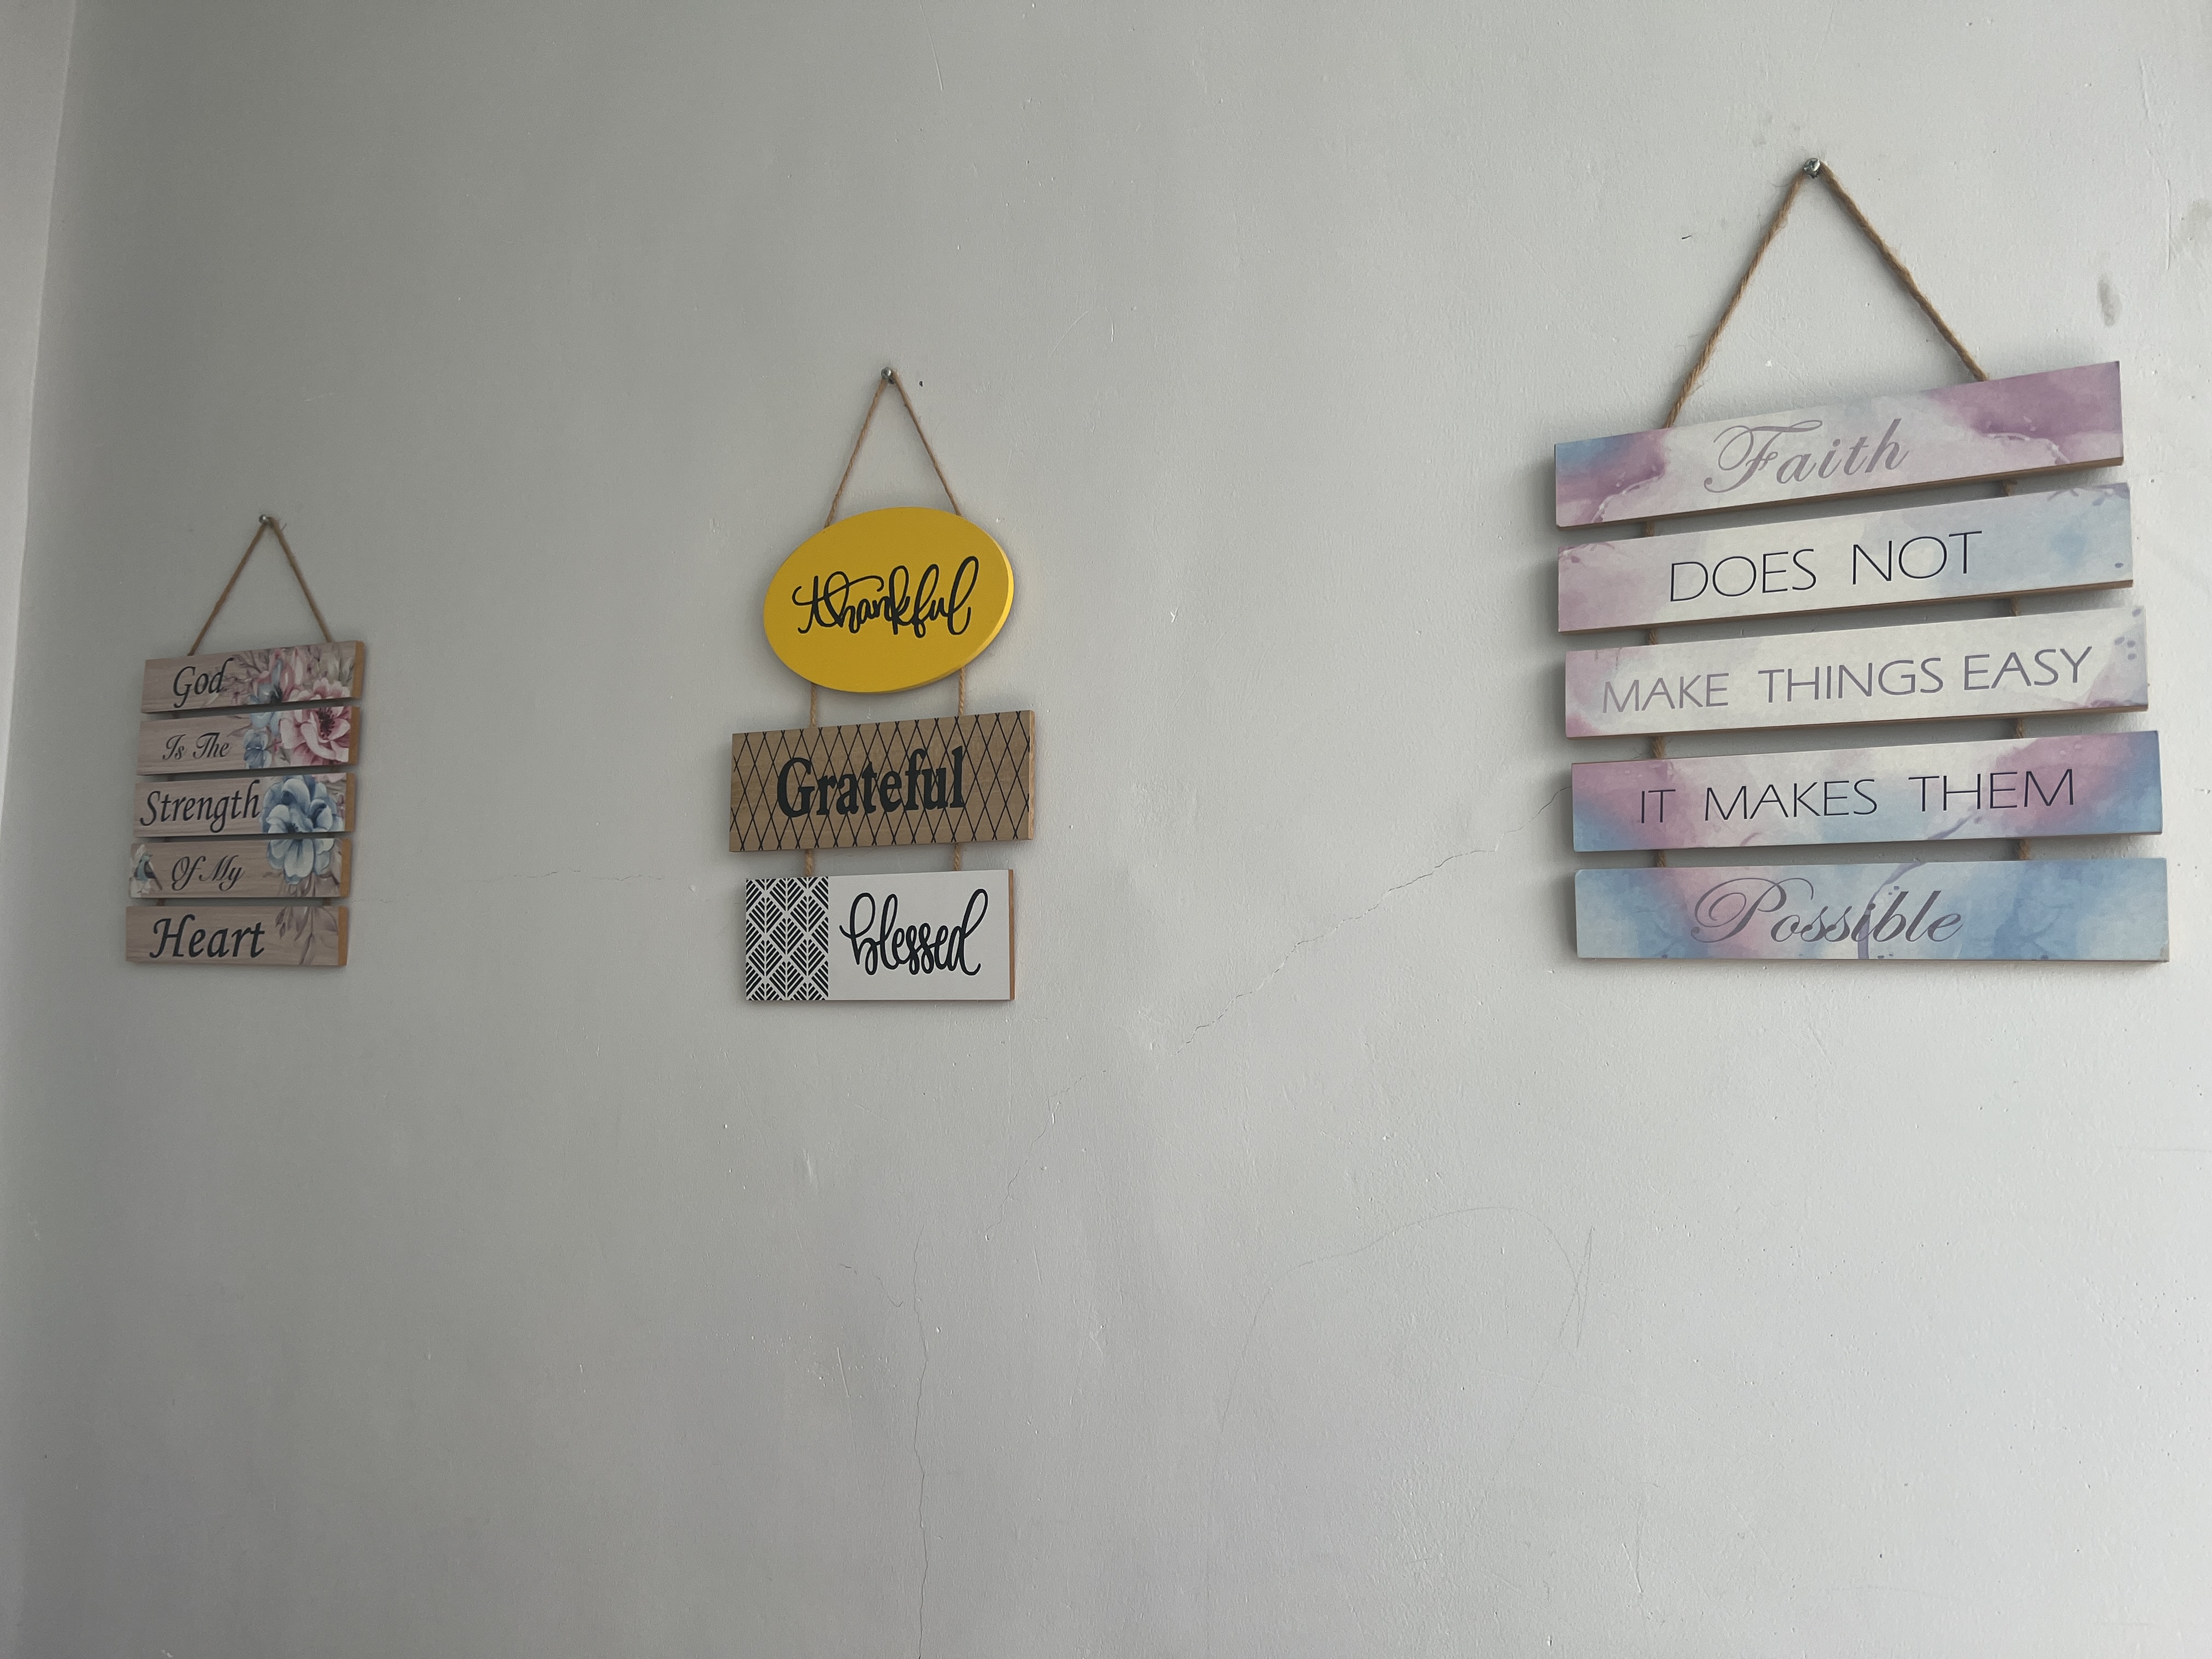 God
Is The
Strength
Of My
Heart
thankful
Grateful
blessed
Faith
DOES NOT
MAKE THINGS EASY
IT MAKES THEM
Possible